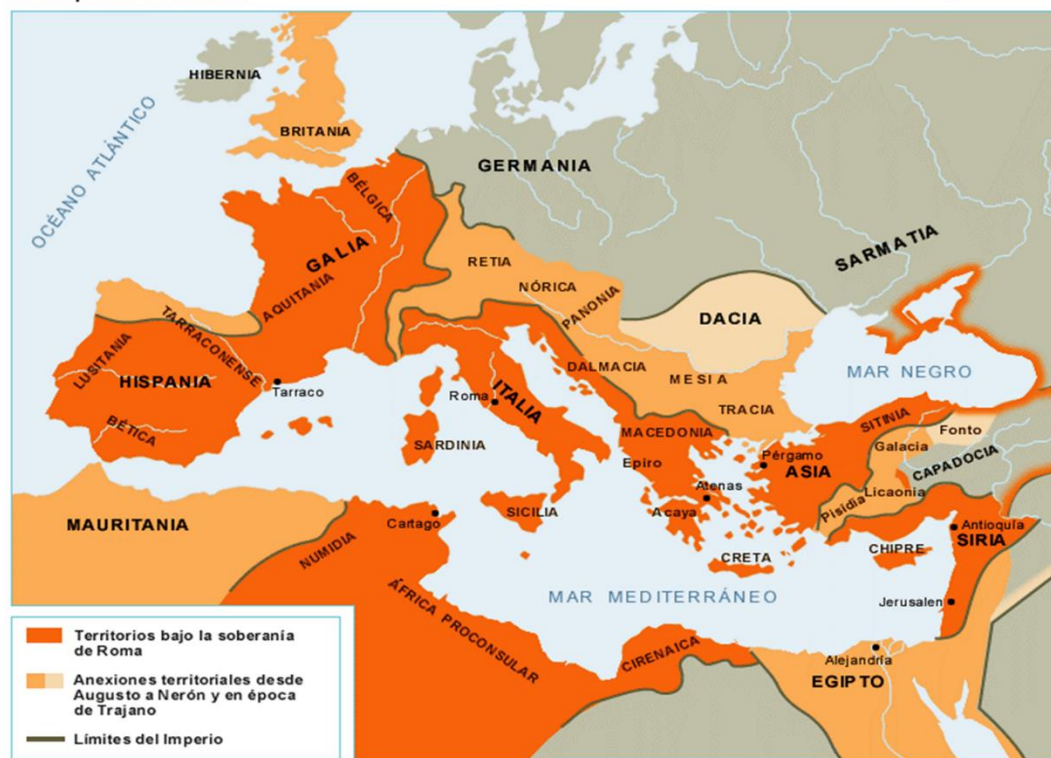 HIBERNIA
OCÉANO ATLÁNTICO
BRITANIA
GERMANIA
BÉLGICA
SARMATIA
GALIA
RETIA
NÓRICA
PANONIA
AQUITANIA
DACIA
TARRACONENSE
LUSITANIA
HISPANIA
Tarraco
BÉTICA
DALMACIA
MESIA
MAR NEGRO
Roma
ITALIA
TRACIA
SITINIA
SARDINIA
MACEDONIA
Fonto
Galacia
Pérgamo
CAPADOCIA
Epiro
ASIA
Atenas
Licaonia
Acaya
Pisidia
MAURITANIA
Cartago
SICILIA
Antioquía
SIRIA
NUMIDIA
CRETA
CHIPRE
ÁFRICA PROCONSULAR
MAR MEDITERRÁNEO
Jerusalen
CIRENAICA
Alejandría
EGIPTO
Territorios bajo la soberanía
de Roma
Anexiones territoriales desde
Augusto a Nerón y en época
de Trajano
Límites del Imperio